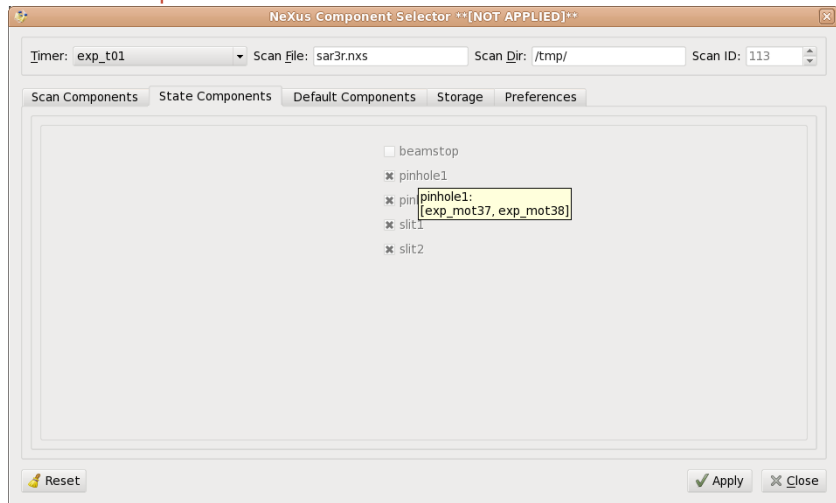 NeXus Component Selector **[NOT APPLIED]**
Timer: exp_t01 Scan File: sar3r.nxs Scan Dir: /tmp/ Scan ID: 113
Scan Components State Components Default Components Storage Preferences
beamstop
pinhole1
pinhole1:
[exp_mot37, exp_mot38]
slit1
slit2
Reset Apply Close